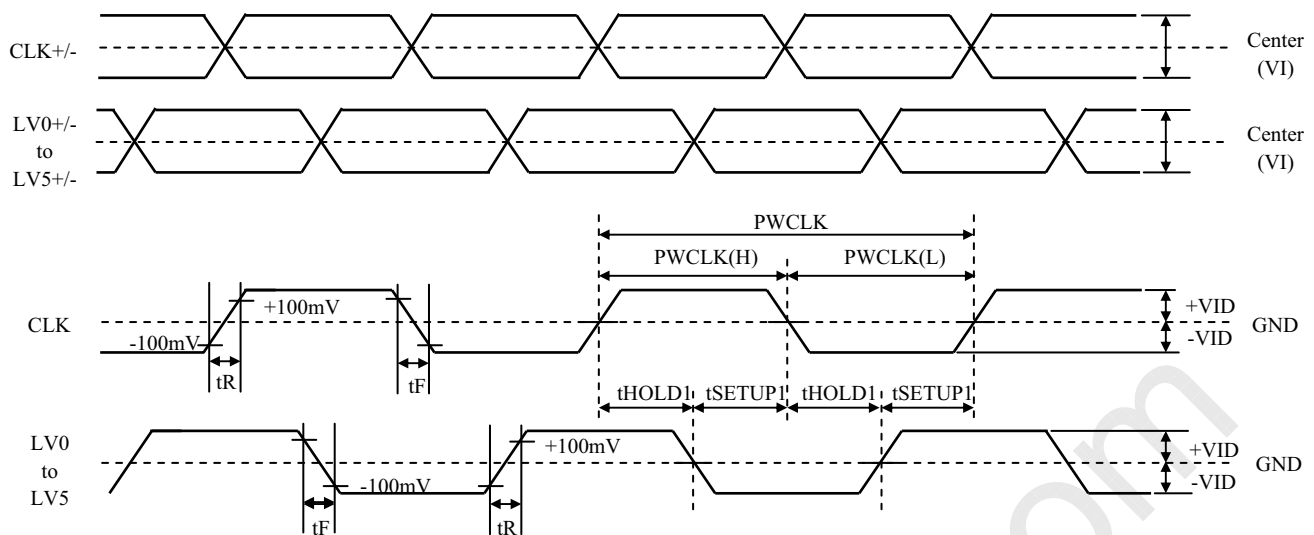 CLK+/-
Center
(VI)
LV0+/-
to
LV5+/-
Center
(VI)
PWCLK
PWCLK(H)
PWCLK(L)
CLK
+100mV
-100mV
tR
tF
+VID
-VID
GND
tHOLD1
tSETUP1
tHOLD1
tSETUP1
LV0
to
LV5
+100mV
-100mV
tF
tR
+VID
-VID
GND
om